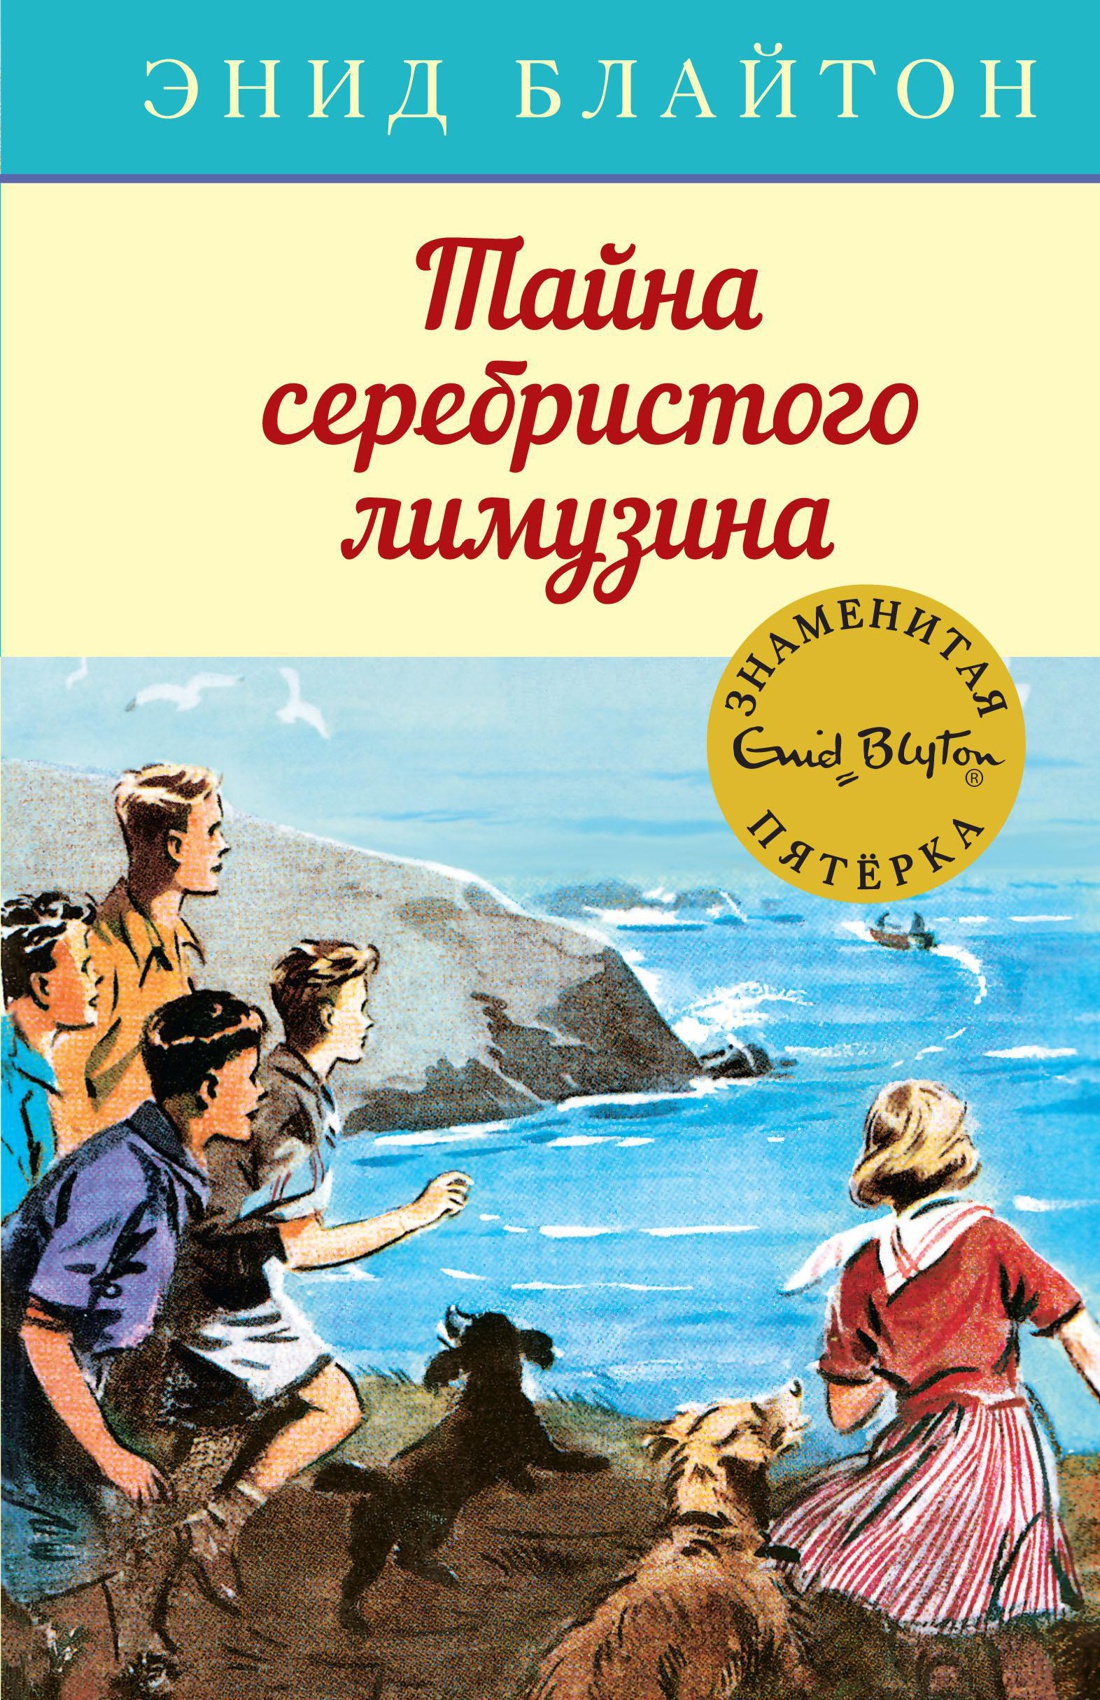 ЭНИД БЛАЙТОН
Тайна
серебристого
лимузина
ЗНАМЕНИТАЯ
Enid Blyton®
ПЯТЁРКА